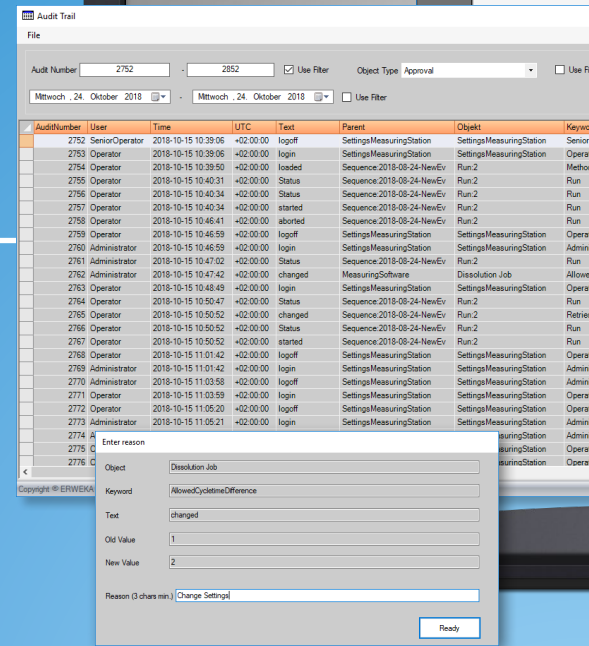 Audit Trail
File
Audit Number 2752 - 2852 Use Filter Object Type Approval Use Fi
Mittwoch , 24. Oktober 2018 - Mittwoch , 24. Oktober 2018 Use Filter
AuditNumber User Time UTC Text Parent Objekt Keywo
2752 SeniorOperator 2018-10-15 10:39:06 +02:00:00 logoff SettingsMeasuringStation SettingsMeasuringStation Senior
2753 Operator 2018-10-15 10:39:06 +02:00:00 login SettingsMeasuringStation SettingsMeasuringStation Opera
2754 Operator 2018-10-15 10:39:50 +02:00:00 loaded Sequence:2018-08-24-NewEv Run:2 Metho
2755 Operator 2018-10-15 10:40:31 +02:00:00 Status Sequence:2018-08-24-NewEv Run:2 Run
2756 Operator 2018-10-15 10:40:34 +02:00:00 Status Sequence:2018-08-24-NewEv Run:2 Run
2757 Operator 2018-10-15 10:40:34 +02:00:00 started Sequence:2018-08-24-NewEv Run:2 Run
2758 Operator 2018-10-15 10:46:41 +02:00:00 aborted Sequence:2018-08-24-NewEv Run:2 Run
2759 Operator 2018-10-15 10:46:59 +02:00:00 logoff SettingsMeasuringStation SettingsMeasuringStation Opera
2760 Administrator 2018-10-15 10:46:59 +02:00:00 login SettingsMeasuringStation SettingsMeasuringStation Admin
2761 Administrator 2018-10-15 10:47:02 +02:00:00 Status Sequence:2018-08-24-NewEv Run:2 Run
2762 Administrator 2018-10-15 10:47:42 +02:00:00 changed MeasuringSoftware Dissolution Job Allowe
2763 Operator 2018-10-15 10:48:49 +02:00:00 login SettingsMeasuringStation SettingsMeasuringStation Opera
2764 Operator 2018-10-15 10:50:47 +02:00:00 Status Sequence:2018-08-24-NewEv Run:2 Run
2765 Operator 2018-10-15 10:50:52 +02:00:00 changed Sequence:2018-08-24-NewEv Run:2 Retrie
2766 Operator 2018-10-15 10:50:52 +02:00:00 Status Sequence:2018-08-24-NewEv Run:2 Run
2767 Operator 2018-10-15 10:50:52 +02:00:00 started Sequence:2018-08-24-NewEv Run:2 Run
2768 Operator 2018-10-15 11:01:42 +02:00:00 logoff SettingsMeasuringStation SettingsMeasuringStation Opera
2769 Administrator 2018-10-15 11:01:42 +02:00:00 login SettingsMeasuringStation SettingsMeasuringStation Admin
2770 Administrator 2018-10-15 11:03:58 +02:00:00 logoff SettingsMeasuringStation SettingsMeasuringStation Admin
2771 Operator 2018-10-15 11:03:59 +02:00:00 login SettingsMeasuringStation SettingsMeasuringStation Opera
2772 Operator 2018-10-15 11:05:20 +02:00:00 logoff SettingsMeasuringStation SettingsMeasuringStation Opera
2773 Administrator 2018-10-15 11:05:21 +02:00:00 login SettingsMeasuringStation SettingsMeasuringStation Admin
2774 A suringStation Admin
2775 O suringStation Opera
2776 O suringStation Opera
Copyright © ERWEKA
Enter reason
Object Dissolution Job
Keyword AllowedCycletimeDifference
Text changed
Old Value 1
New Value 2
Reason (3 chars min.) Change Settings
Ready